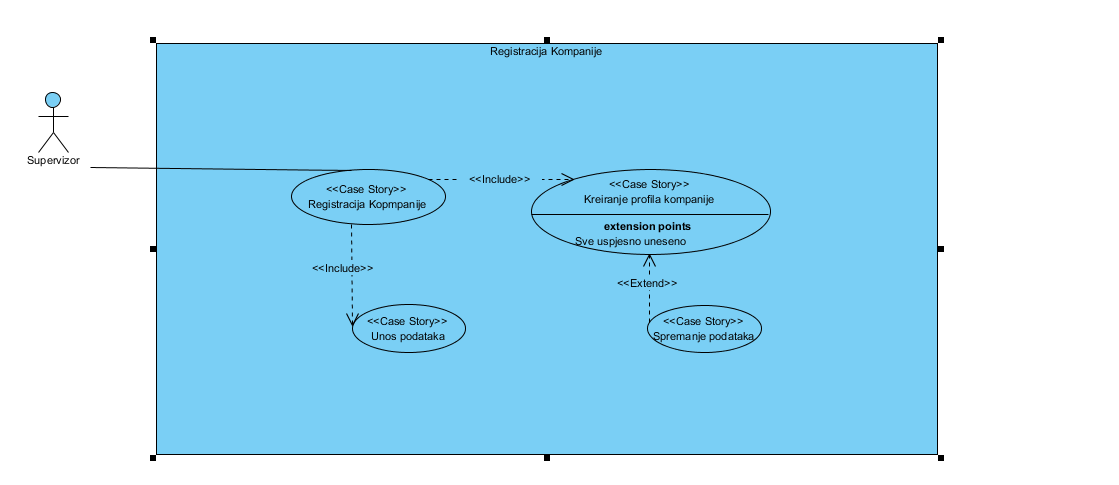 Registracija Kompanije
Supervizor
<<Case Story>>
Registracija Kopmpanije
<<Include>>
<<Case Story>>
Kreiranje profila kompanije
extension points
Sve uspjesno uneseno
<<Include>>
<<Extend>>
<<Case Story>>
Unos podataka
<<Case Story>>
Spremanje podataka